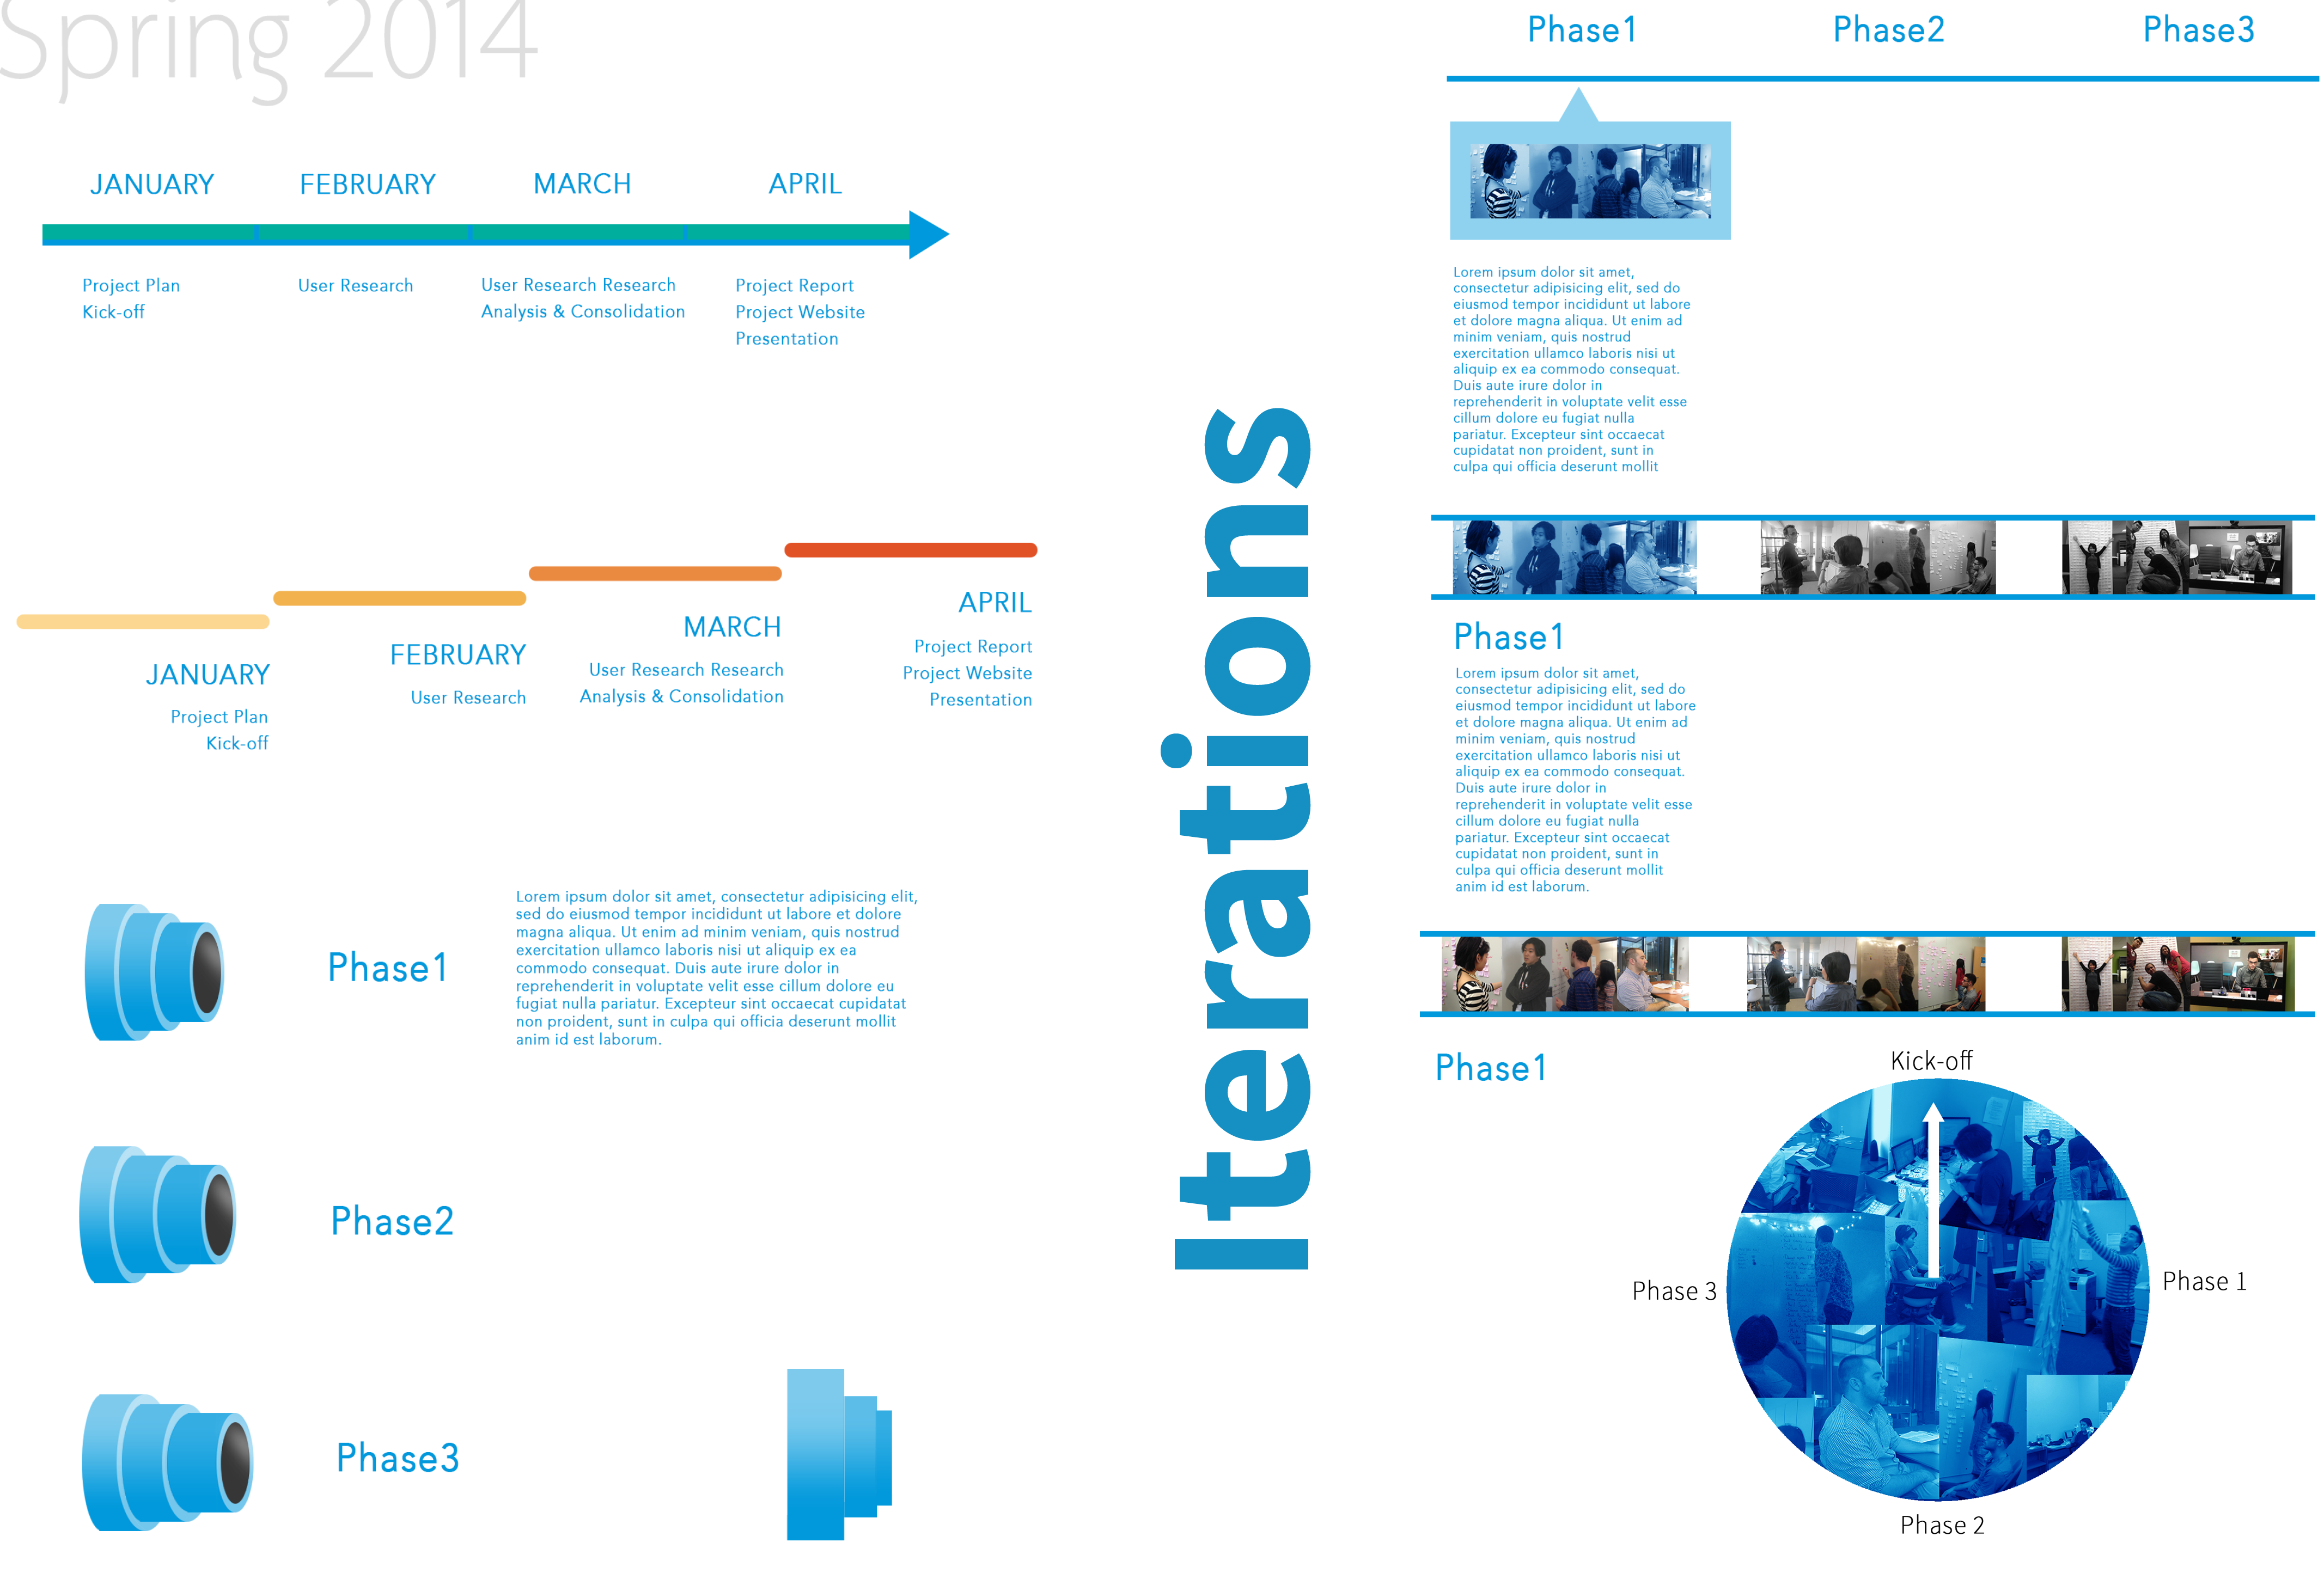 Spring 2014
JANUARY
FEBRUARY
MARCH
APRIL
Project Plan
Kick-off
User Research
User Research Research
Analysis & Consolidation
Project Report
Project Website
Presentation
JANUARY
Project Plan
Kick-off
FEBRUARY
User Research
MARCH
User Research Research
Analysis & Consolidation
APRIL
Project Report
Project Website
Presentation
Phase1
Lorem ipsum dolor sit amet, consectetur adipisicing elit,
sed do eiusmod tempor incididunt ut labore et dolore
magna aliqua. Ut enim ad minim veniam, quis nostrud
exercitation ullamco laboris nisi ut aliquip ex ea
commodo consequat. Duis aute irure dolor in
reprehenderit in voluptate velit esse cillum dolore eu
fugiat nulla pariatur. Excepteur sint occaecat cupidatat
non proident, sunt in culpa qui officia deserunt mollit
anim id est laborum.
Phase2
Phase3
Iterations
Phase1
Phase2
Phase3
Lorem ipsum dolor sit amet,
consectetur adipisicing elit, sed do
eiusmod tempor incididunt ut labore
et dolore magna aliqua. Ut enim ad
minim veniam, quis nostrud
exercitation ullamco laboris nisi ut
aliquip ex ea commodo consequat.
Duis aute irure dolor in
reprehenderit in voluptate velit esse
cillum dolore eu fugiat nulla
pariatur. Excepteur sint occaecat
cupidatat non proident, sunt in
culpa qui officia deserunt mollit
Phase1
Lorem ipsum dolor sit amet,
consectetur adipisicing elit, sed do
eiusmod tempor incididunt ut labore
et dolore magna aliqua. Ut enim ad
minim veniam, quis nostrud
exercitation ullamco laboris nisi ut
aliquip ex ea commodo consequat.
Duis aute irure dolor in
reprehenderit in voluptate velit esse
cillum dolore eu fugiat nulla
pariatur. Excepteur sint occaecat
cupidatat non proident, sunt in
culpa qui officia deserunt mollit
anim id est laborum.
Phase1
Kick-off
Phase 3
Phase 1
Phase 2